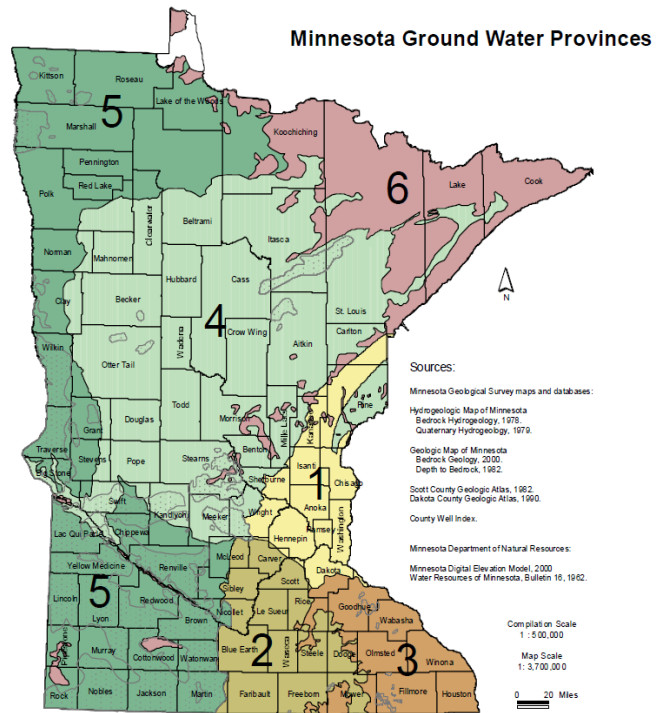 Minnesota Ground Water Provinces
Kittson
Roseau
Lake of the Woods
5
Marshall
Koochiching
Pennington
Red Lake
6
Lake
Cook
Polk
Clearwater
Beltrami
Itasca
Norman
Mahnomen
Hubbard
Cass
N
Clay
Becker
St. Louis
4
Crow Wing
Carlton
Wilkin
Wadena
Aitkin
Otter Tail
Sources:
Minnesota Geological Survey maps and databases:
Todd
Pine
Hydrogeologic Map of Minnesota
Bedrock Hydrogeology, 1978.
Quaternary Hydrogeology, 1979.
Grant
Douglas
Morrison
Mille Lacs
Kanabec
Geologic Map of Minnesota
Bedrock Geology, 2000.
Depth to Bedrock, 1982.
Traverse
Stevens
Pope
Stearns
Benton
Isanti
Big Stone
Sherburne
1
Chisago
Scott County Geologic Atlas, 1982.
Dakota County Geologic Atlas, 1990.
Swift
Kandiyohi
Meeker
Wright
Anoka
Washington
County Well Index.
Lac Qui Parle
Chippewa
Ramsey
Hennepin
Minnesota Department of Natural Resources:
Yellow Medicine
Renville
McLeod
Carver
Dakota
Minnesota Digital Elevation Model, 2000
Water Resources of Minnesota, Bulletin 16, 1962.
Lincoln
5
Lyon
Redwood
Sibley
Scott
Nicollet
Le Sueur
Rice
Goodhue
Wabasha
Compilation Scale
1 : 500,000
Brown
Pipestone
Murray
Cottonwood
Watonwan
Blue Earth
2
Waseca
Steele
Dodge
Olmsted
3
Winona
Map Scale
1: 3,700,000
Rock
Nobles
Jackson
Martin
Faribault
Freeborn
Mower
Fillmore
Houston
0 20 Miles